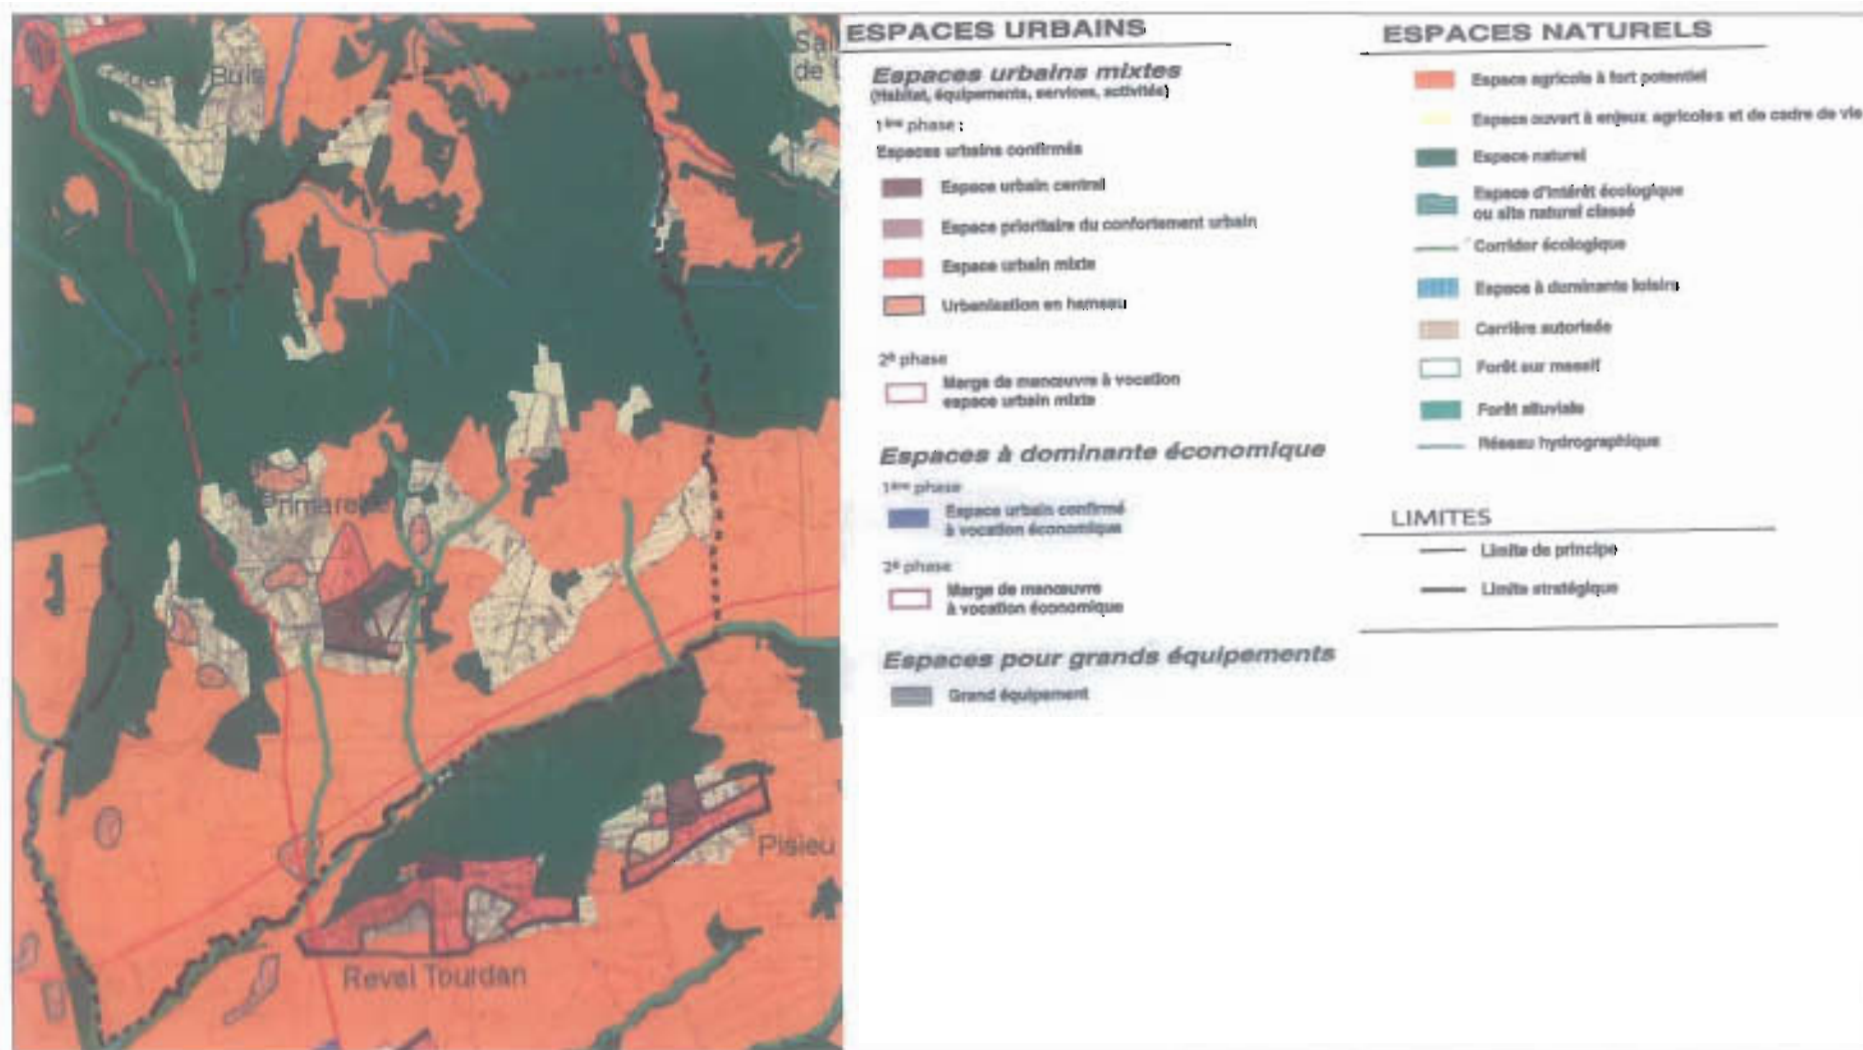 Buis
Sal
de
Primarette
Pisieu
Revel Tourdan
ESPACES URBAINS
Espaces urbains mixtes
(Habitat, équipements, services, activités)
1ère phase :
Espaces urbains confirmés
Espace urbain central
Espace prioritaire du confortement urbain
Espace urbain mixte
Urbanisation en hameau
2è phase
Marge de manœuvre à vocation
espace urbain mixte
Espaces à dominante économique
1ère phase
Espace urbain confirmé
à vocation économique
2è phase
Marge de manœuvre
à vocation économique
Espaces pour grands équipements
Grand équipement
ESPACES NATURELS
Espace agricole à fort potentiel
Espace ouvert à enjeux agricoles et de cadre de vie
Espace naturel
Espace d'intérêt écologique
ou site naturel classé
Corridor écologique
Espace à dominante loisirs
Carrière autorisée
Forêt sur massif
Forêt alluviale
Réseau hydrographique
LIMITES
Limite de principe
Limite stratégique